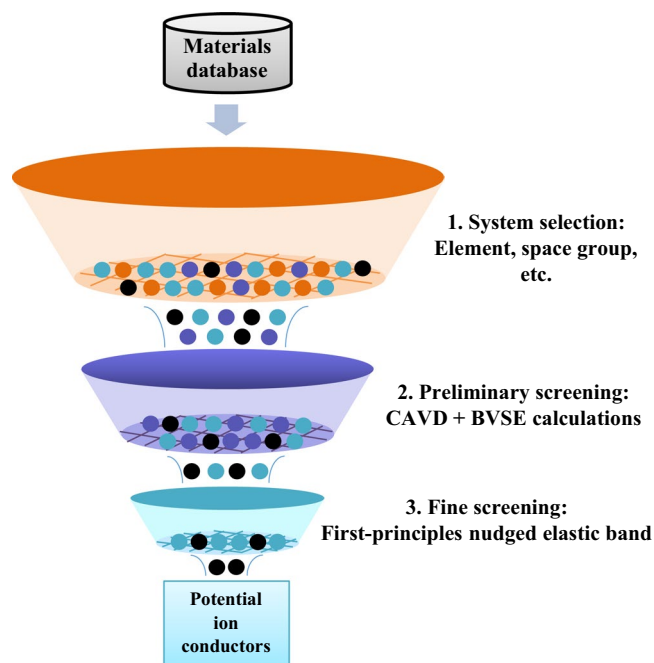 Materials
database
1. System selection:
Element, space group,
etc.
2. Preliminary screening:
CAVD + BVSE calculations
3. Fine screening:
First-principles nudged elastic band
Potential
ion
conductors